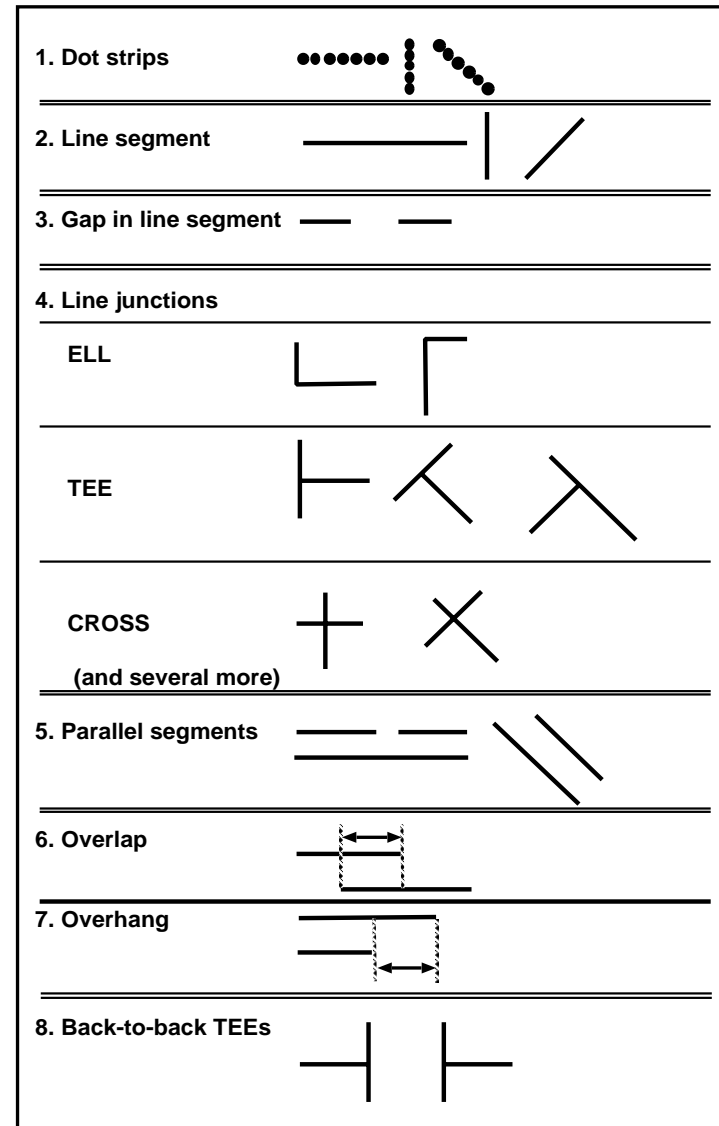 1. Dot strips
2. Line segment
3. Gap in line segment
4. Line junctions
ELL
TEE
CROSS
(and several more)
5. Parallel segments
6. Overlap
7. Overhang
8. Back-to-back TEEs